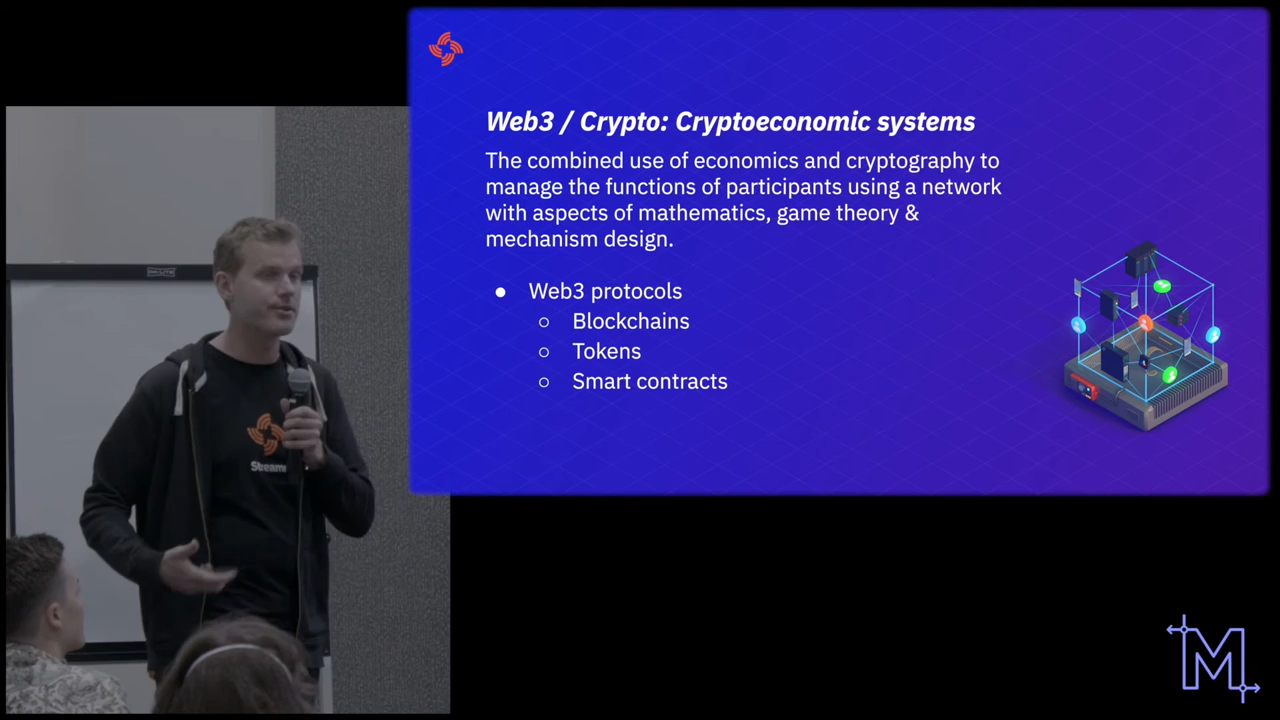 Web3 / Crypto: Cryptoeconomic systems
The combined use of economics and cryptography to
manage the functions of participants using a network
with aspects of mathematics, game theory &
mechanism design.
● Web3 protocols
○ Blockchains
○ Tokens
○ Smart contracts
Streamr
M